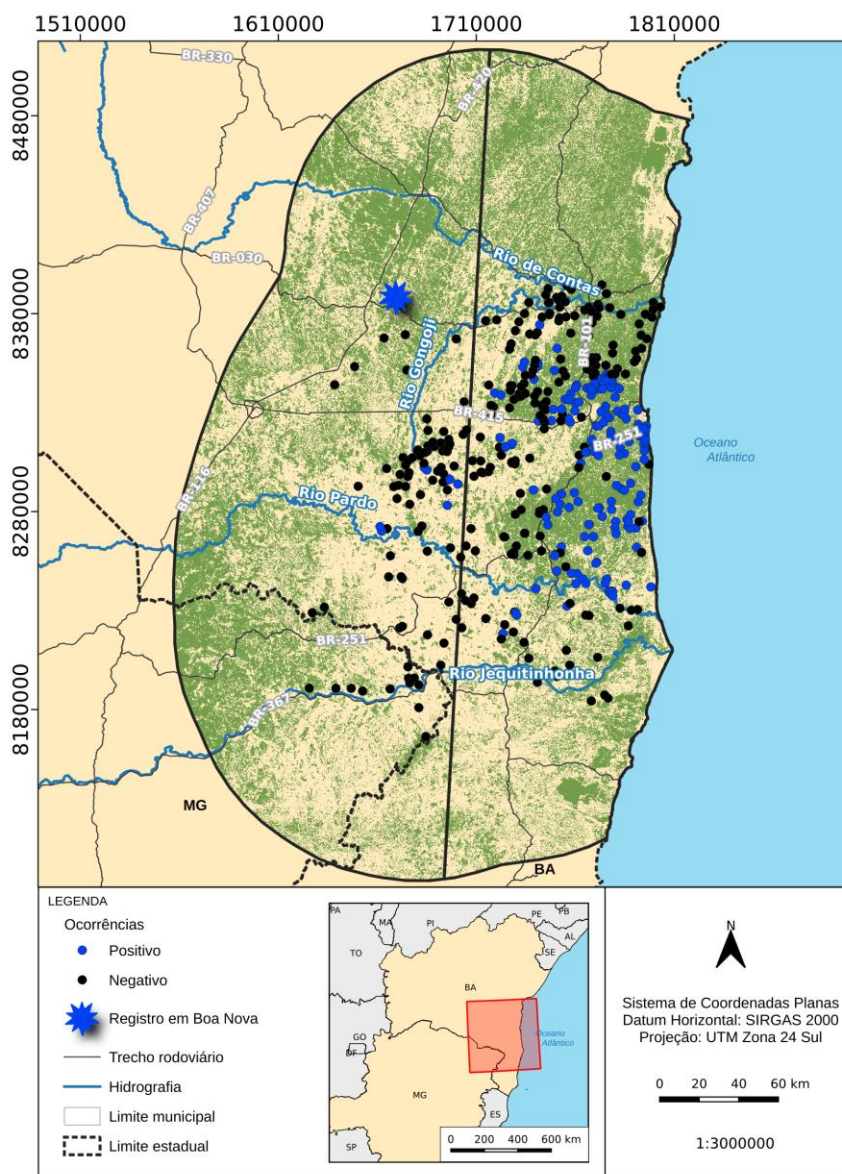 1510000 1610000 1710000 1810000
BR-330
BR-420
8480000
BR-407
BR-030
Rio de Contas
8380000
BR-101
Rio Gongoji
BR-415
BR-251
Oceano
Atlântico
BR-116
Rio Pardo
8280000
BR-251
Rio Jequitinhonha
8180000
BR-367
MG
BA
LEGENDA
Ocorrências
Positivo
Negativo
Registro em Boa Nova
Trecho rodoviário
Hidrografia
Limite municipal
Limite estadual
PA
MA
PI
PE
PB
AL
SE
TO
BA
GO
DF
Oceano
Atlântico
MG
ES
SP
0 200 400 600 km
N
Sistema de Coordenadas Planas
Datum Horizontal: SIRGAS 2000
Projeção: UTM Zona 24 Sul
0 20 40 60 km
1:3000000